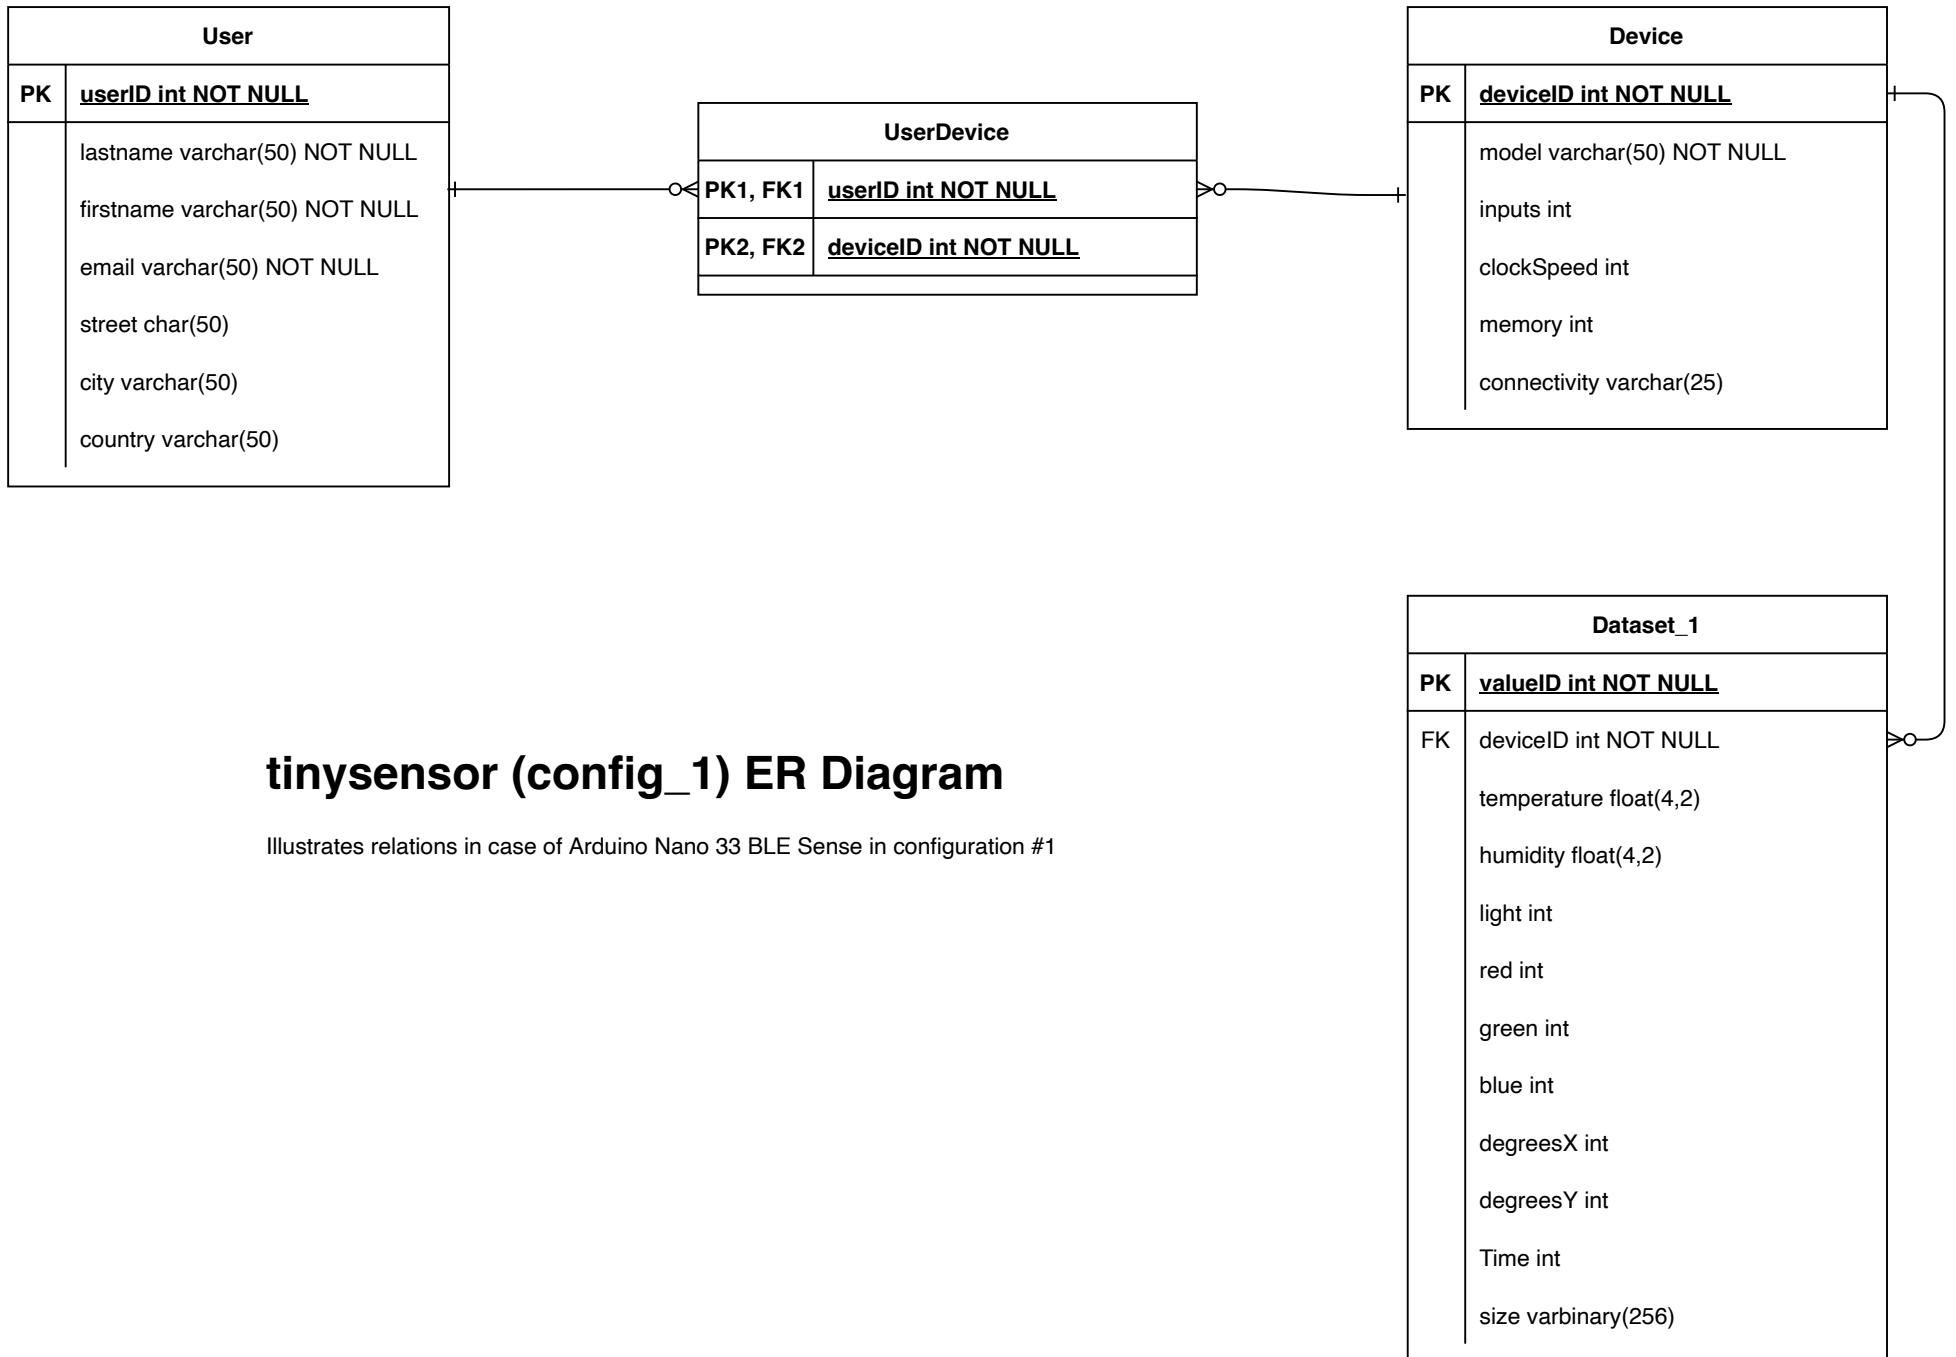 User
PK userID int NOT NULL
lastname varchar(50) NOT NULL
firstname varchar(50) NOT NULL
email varchar(50) NOT NULL
street char(50)
city varchar(50)
country varchar(50)
UserDevice
PK1, FK1 userID int NOT NULL
PK2, FK2 deviceID int NOT NULL
Device
PK deviceID int NOT NULL
model varchar(50) NOT NULL
inputs int
clockSpeed int
memory int
connectivity varchar(25)
tinysensor (config_1) ER Diagram
Illustrates relations in case of Arduino Nano 33 BLE Sense in configuration #1
Dataset_1
PK valueID int NOT NULL
FK deviceID int NOT NULL
temperature float(4,2)
humidity float(4,2)
light int
red int
green int
blue int
degreesX int
degreesY int
Time int
size varbinary(256)